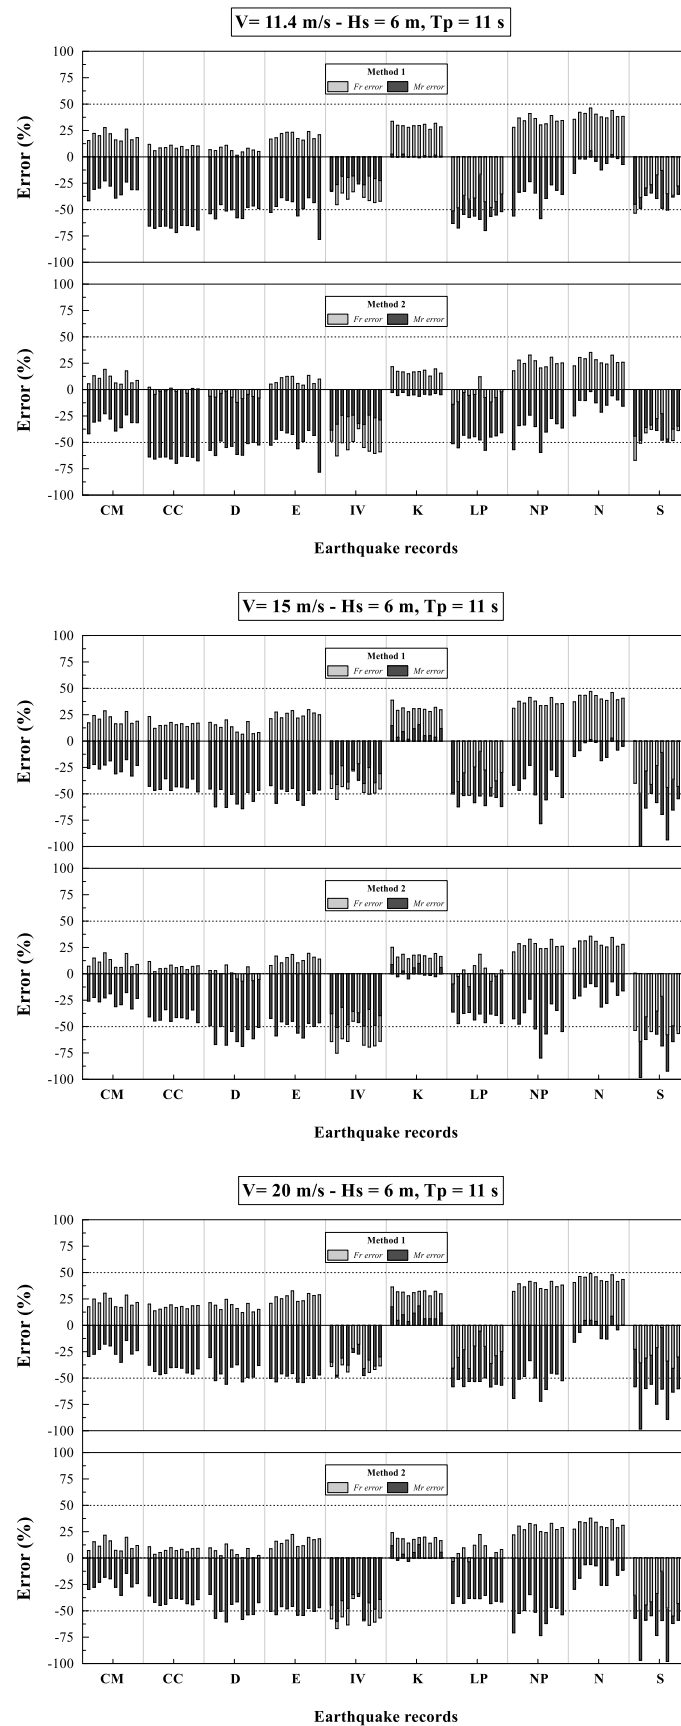 V= 11.4 m/s - Hs = 6 m, Tp = 11 s
100
75
50
25
0
-25
-50
-75
-100
Error (%)
Method 1
Fr error Mr error
100
75
50
25
0
-25
-50
-75
-100
Error (%)
Method 2
Fr error Mr error
CM CC D E IV K LP NP N S
Earthquake records
V= 15 m/s - Hs = 6 m, Tp = 11 s
100
75
50
25
0
-25
-50
-75
-100
Error (%)
Method 1
Fr error Mr error
100
75
50
25
0
-25
-50
-75
-100
Error (%)
Method 2
Fr error Mr error
CM CC D E IV K LP NP N S
Earthquake records
V= 20 m/s - Hs = 6 m, Tp = 11 s
100
75
50
25
0
-25
-50
-75
-100
Error (%)
Method 1
Fr error Mr error
100
75
50
25
0
-25
-50
-75
-100
Error (%)
Method 2
Fr error Mr error
CM CC D E IV K LP NP N S
Earthquake records